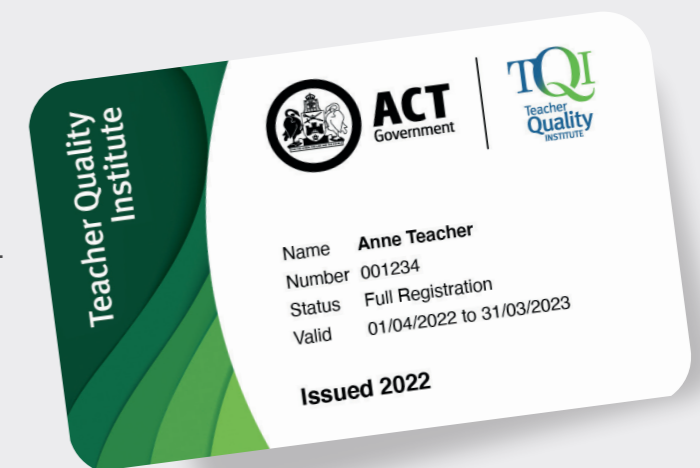 Teacher Quality
Institute
ACT
Government
TQI
Teacher
Quality
INSTITUTE
Name Anne Teacher
Number 001234
Status Full Registration
Valid 01/04/2022 to 31/03/2023
Issued 2022